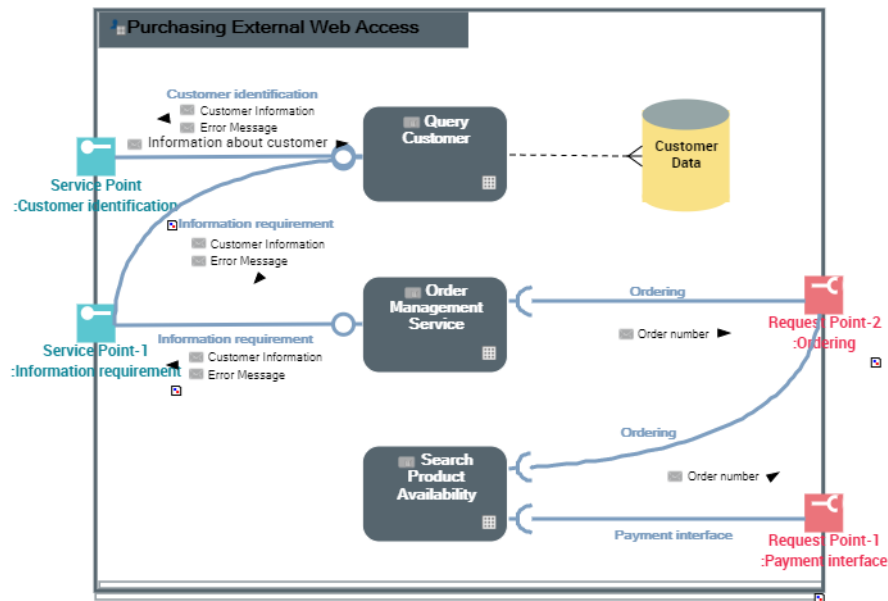 Purchasing External Web Access
Customer identification
Customer Information
Error Message
Information about customer
Query
Customer
Customer
Data
Service Point
:Customer identification
Information requirement
Customer Information
Error Message
Order
Management
Service
Ordering
Request Point-2
:Ordering
Order number
Information requirement
Customer Information
Error Message
Service Point-1
:Information requirement
Ordering
Search
Product
Availability
Order number
Payment interface
Request Point-1
:Payment interface